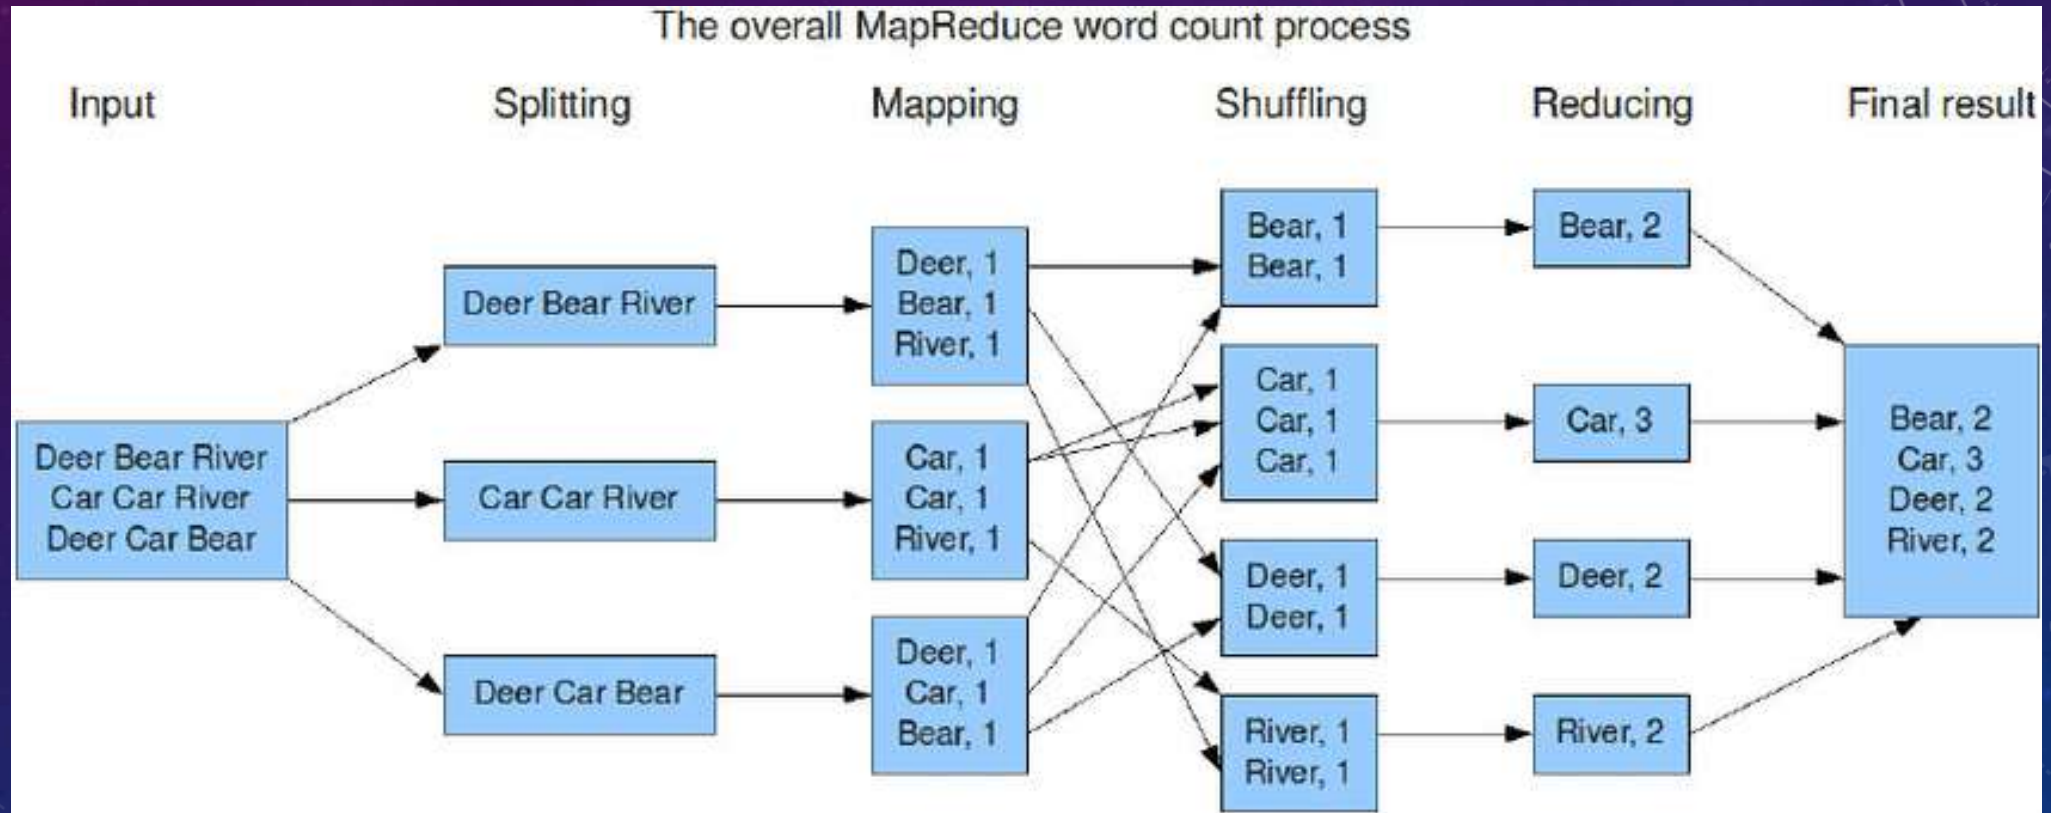 The overall MapReduce word count process
Input
Splitting
Mapping
Shuffling
Reducing
Final result
Deer Bear River
Car Car River
Deer Car Bear
Deer Bear River
Car Car River
Deer Car Bear
Deer, 1
Bear, 1
River, 1
Car, 1
Car, 1
River, 1
Deer, 1
Car, 1
Bear, 1
Bear, 1
Bear, 1
Car, 1
Car, 1
Car, 1
Deer, 1
Deer, 1
River, 1
River, 1
Bear, 2
Car, 3
Deer, 2
River, 2
Bear, 2
Car, 3
Deer, 2
River, 2